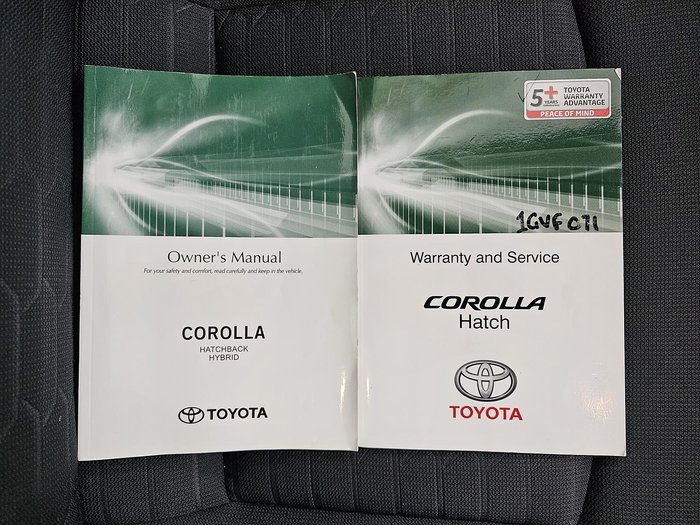 Owner's Manual
For your safety and comfort, read carefully and keep in the vehicle.
COROLLA
HATCHBACK
HYBRID
TOYOTA
5+
YEARS
TOYOTA
WARRANTY
ADVANTAGE
PEACE OF MIND
1GVFC71
Warranty and Service
COROLLA
Hatch
TOYOTA